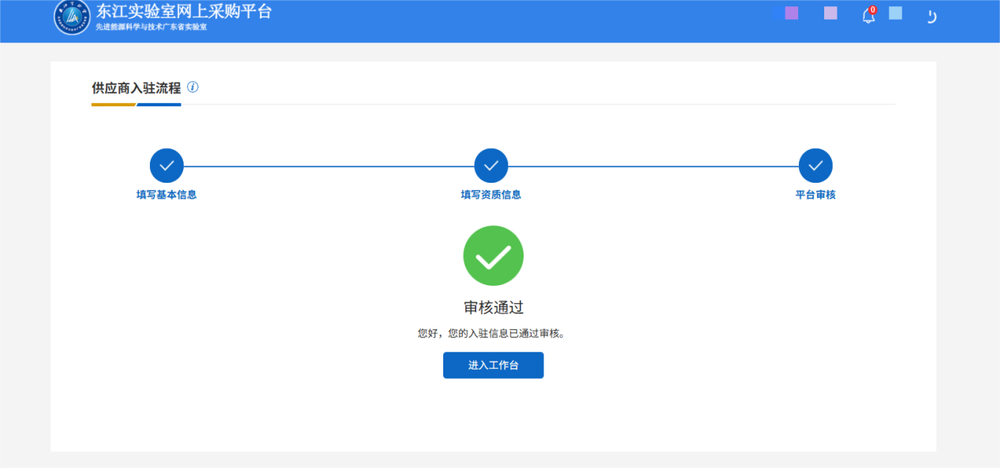 东江实验室网上采购平台
先进能源科学与技术广东省实验室
0
供应商入驻流程
填写基本信息
填写资质信息
平台审核
审核通过
您好，您的入驻信息已通过审核。
进入工作台